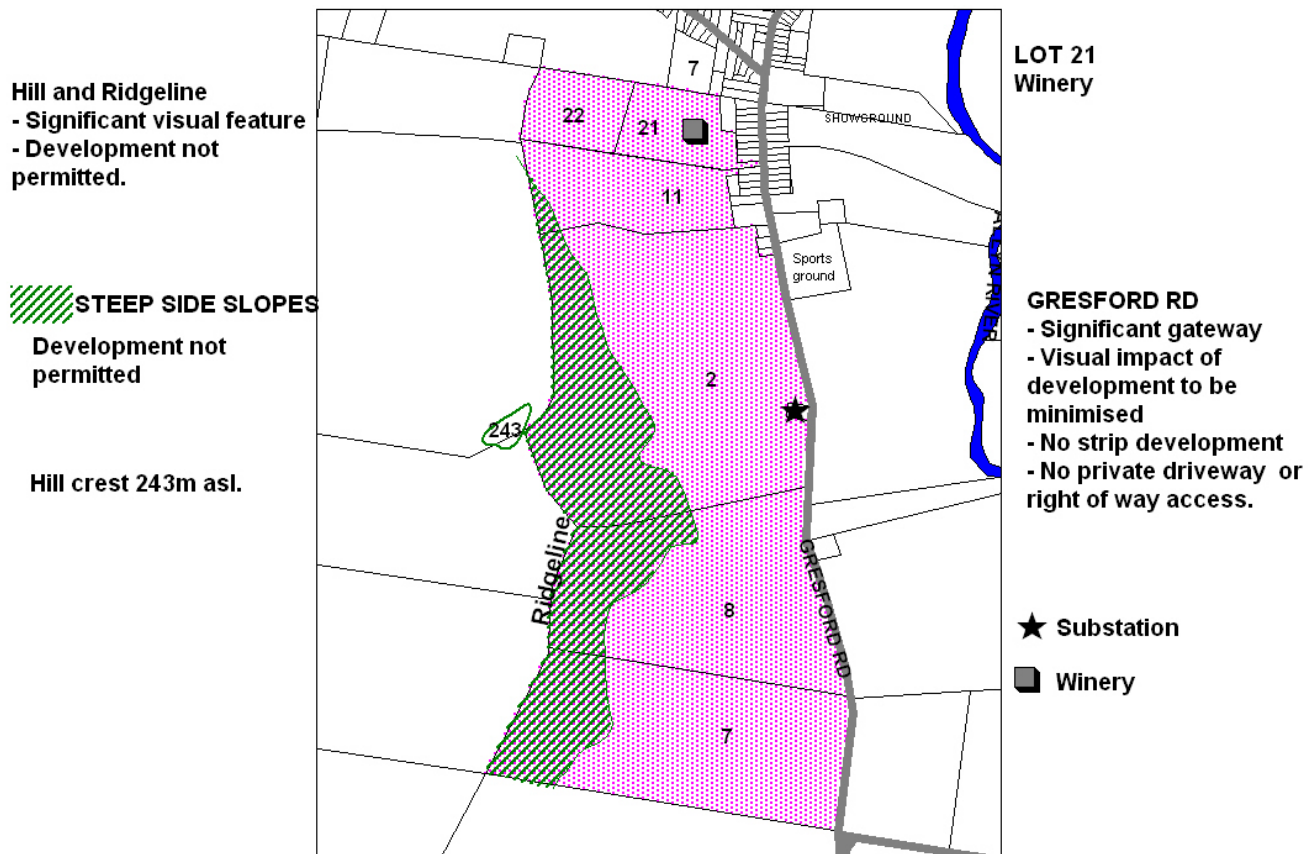 Hill and Ridgeline
- Significant visual feature
- Development not
permitted.
STEEP SIDE SLOPES
Development not
permitted
Hill crest 243m asl.
7
22
21
SHOWGROUND
11
Sports
ground
2
243
Ridgeline
GRESFORD RD
8
7
RIVER
LOT 21
Winery
GRESFORD RD
- Significant gateway
- Visual impact of
development to be
minimised
- No strip development
- No private driveway or
right of way access.
Substation
Winery